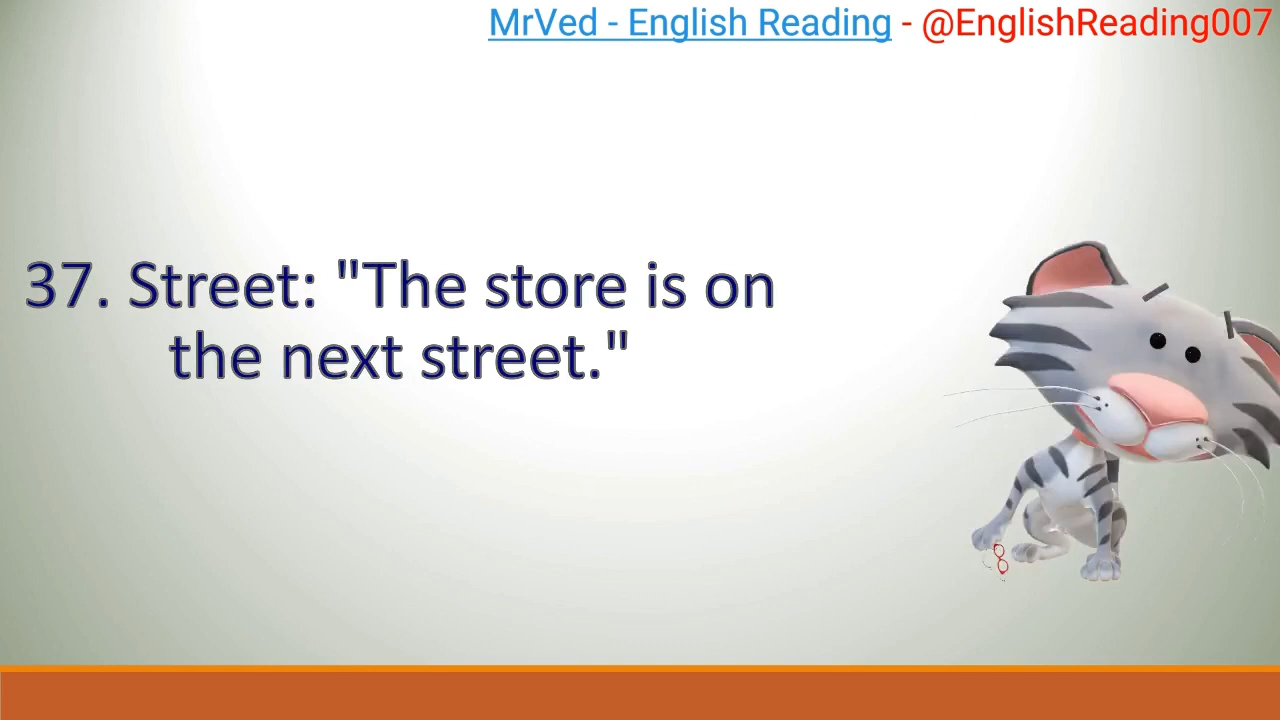 MrVed - English Reading - @EnglishReading007
37. Street: "The store is on
the next street."